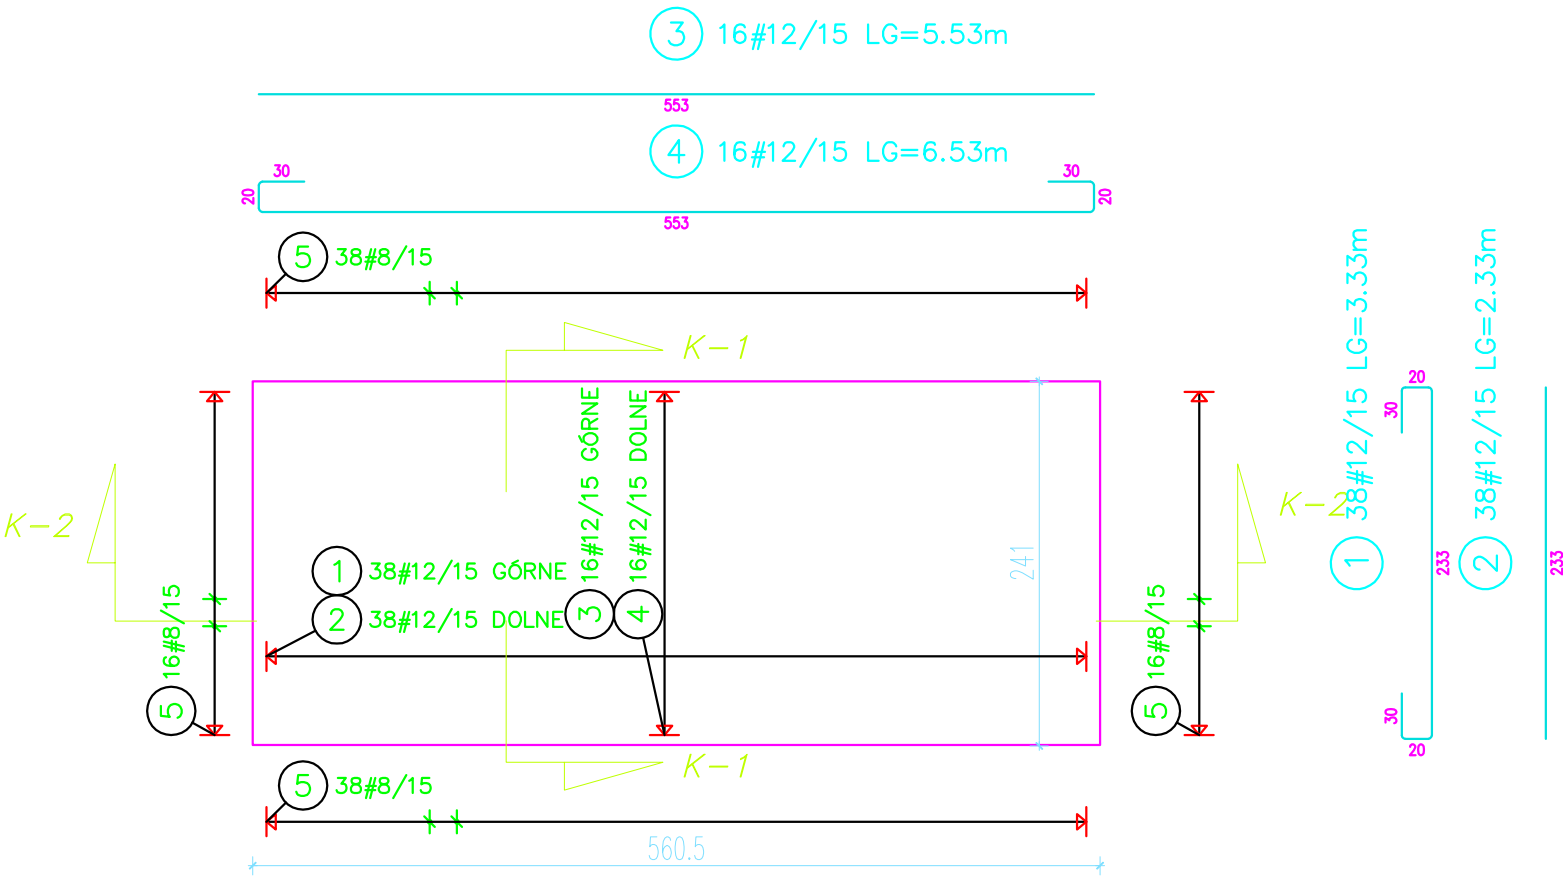 3 16#12/15 LG=5.53m
553
4 16#12/15 LG=6.53m
30 30
20 20
553
5 38#8/15
K-1
K-2
K-2
16#12/15 GÓRNE
3
16#12/15 DOLNE
4
1 38#12/15 GÓRNE
2 38#12/15 DOLNE
241
16#8/15
5
16#8/15
5
K-1
5 38#8/15
560.5
38#12/15 LG=3.33m
1
20
30
233
30
20
38#12/15 LG=2.33m
2
233